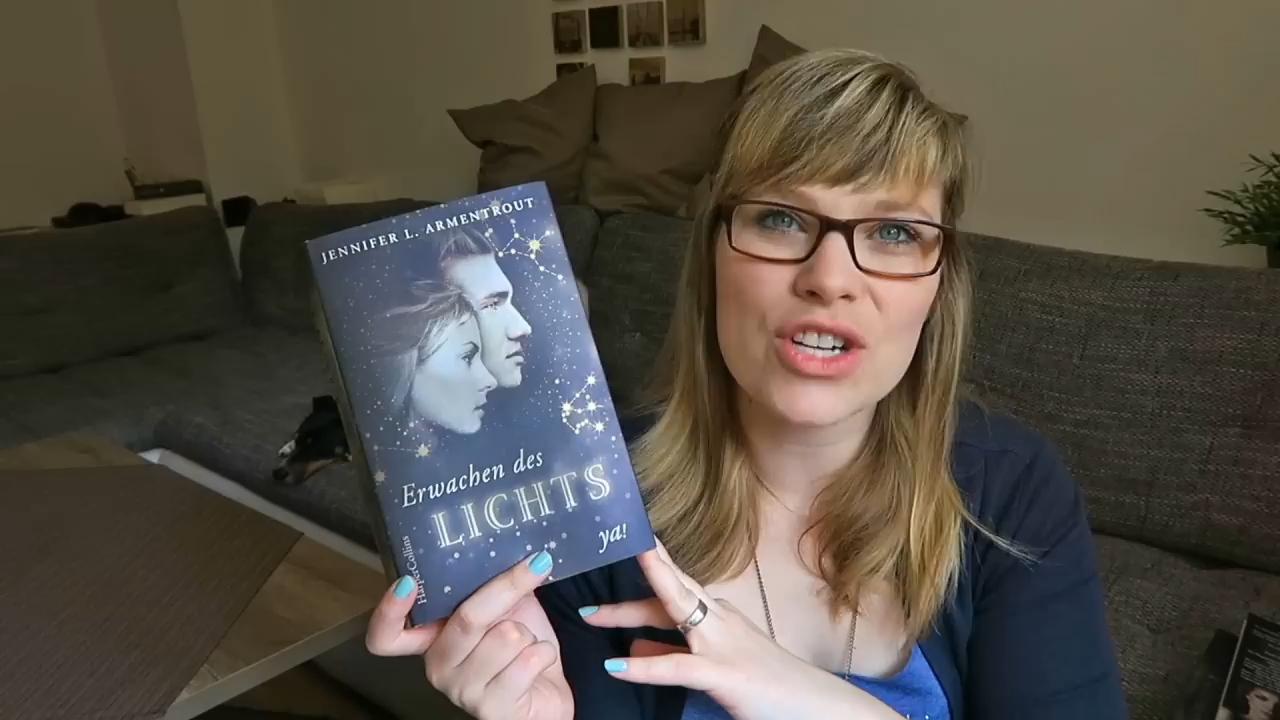 JENNIFER L. ARMENTROUT
Erwachen des
LICHTS
ya!
HarperCollins